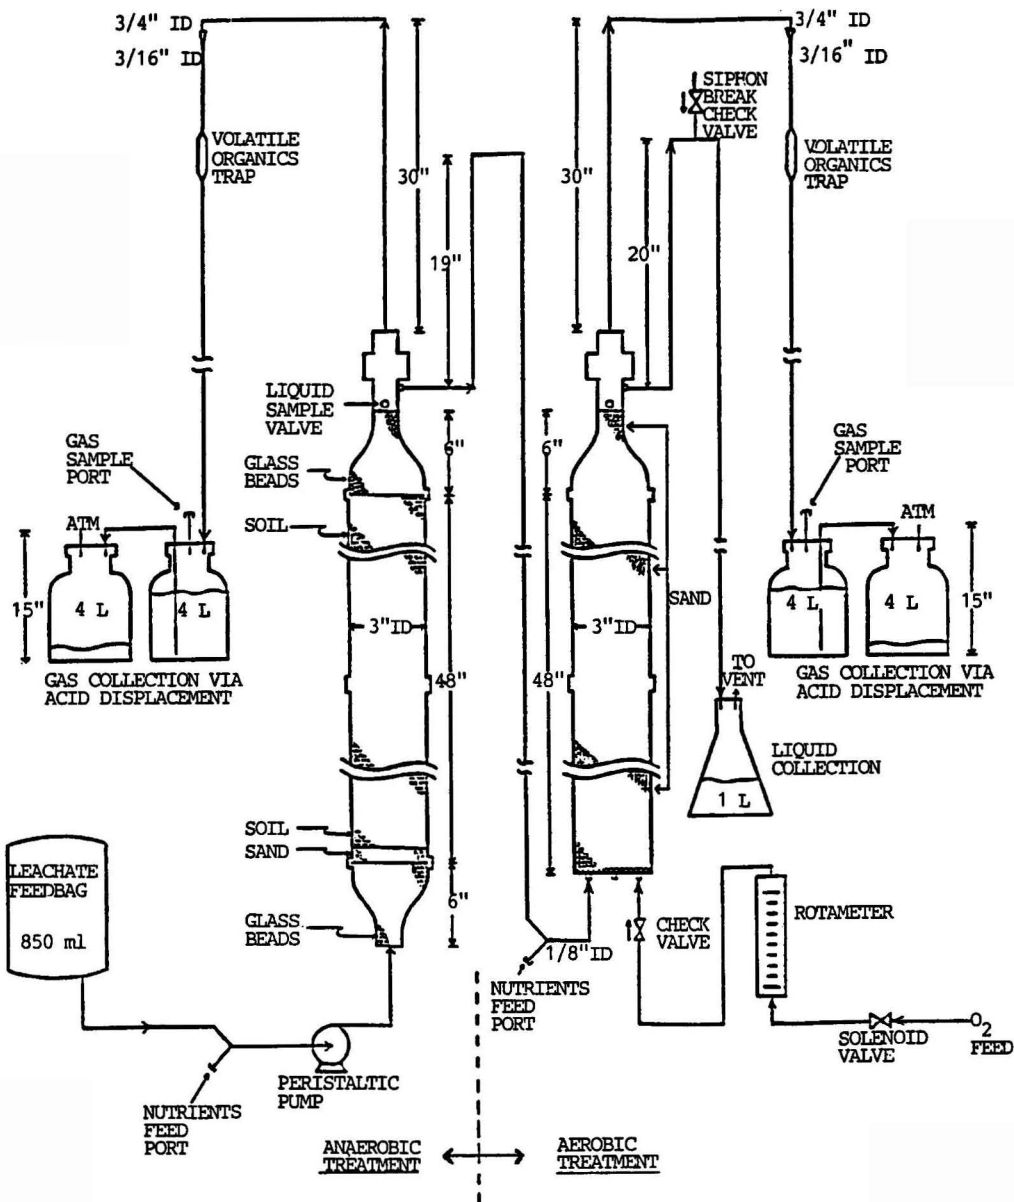 3/4" ID
3/16" ID
VOLATILE
ORGANICS
TRAP
30"
19"
LIQUID
SAMPLE
VALVE
6"
GLASS
BEADS
SOIL
GAS
SAMPLE
PORT
ATM
4 L
4 L
15"
GAS COLLECTION VIA
ACID DISPLACEMENT
3" ID
48"
SOIL
SAND
6"
GLASS
BEADS
LEACHATE
FEEDBAG
850 ml
NUTRIENTS
FEED
PORT
PERISTALTIC
PUMP
ANAEROBIC
TREATMENT
3/4" ID
3/16" ID
SIPHON
BREAK
CHECK
VALVE
VOLATILE
ORGANICS
TRAP
30"
20"
6"
GAS
SAMPLE
PORT
ATM
4 L
4 L
15"
GAS COLLECTION VIA
ACID DISPLACEMENT
SAND
3" ID
48"
TO
VENT
LIQUID
COLLECTION
1 L
ROTAMETER
CHECK
VALVE
1/8" ID
NUTRIENTS
FEED
PORT
SOLENOID
VALVE
O2
FEED
AEROBIC
TREATMENT